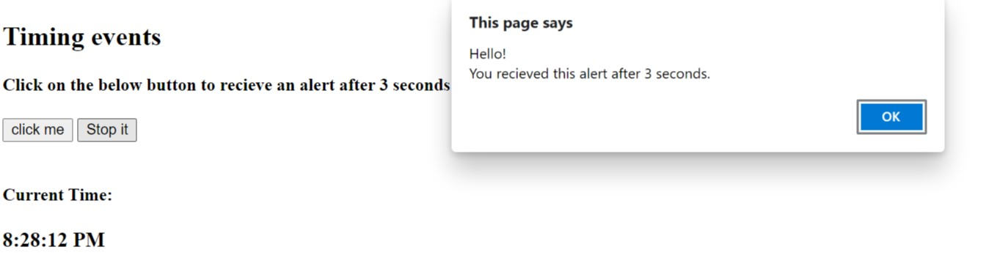 Timing events
Click on the below button to recieve an alert after 3 seconds
click me Stop it
Current Time:
8:28:12 PM
This page says
Hello!
You recieved this alert after 3 seconds.
OK